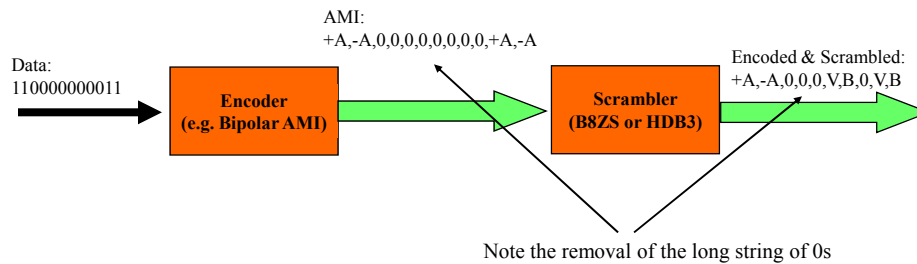 AMI:
+A,-A,0,0,0,0,0,0,0,0,0,+A,-A
Data:
110000000011
Encoded & Scrambled:
+A,-A,0,0,0,V,B,0,V,B
Encoder
(e.g. Bipolar AMI)
Scrambler
(B8ZS or HDB3)
Note the removal of the long string of 0s